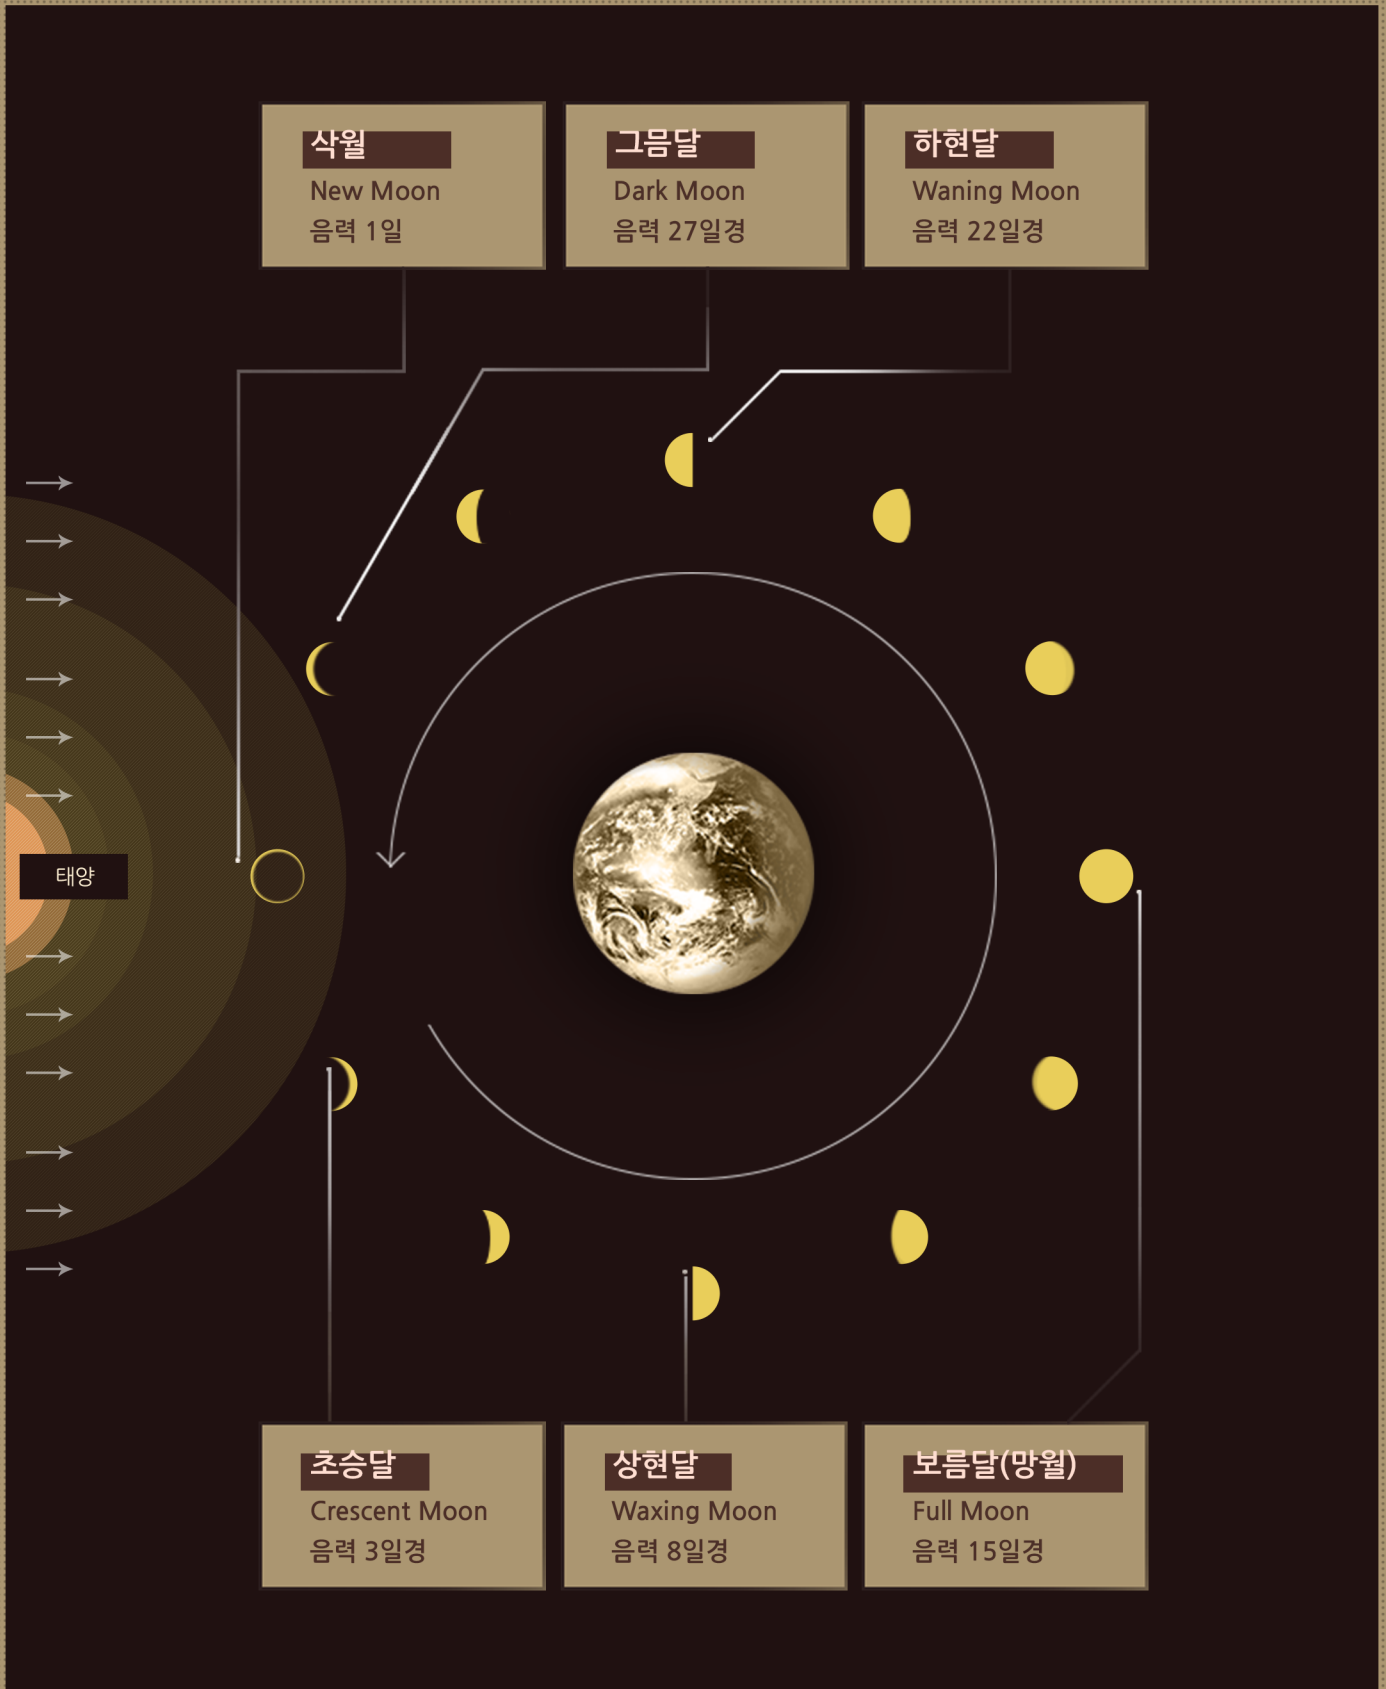 삭월
New Moon
음력 1일
그믐달
Dark Moon
음력 27일경
하현달
Waning Moon
음력 22일경
태양
초승달
Crescent Moon
음력 3일경
상현달
Waxing Moon
음력 8일경
보름달(망월)
Full Moon
음력 15일경